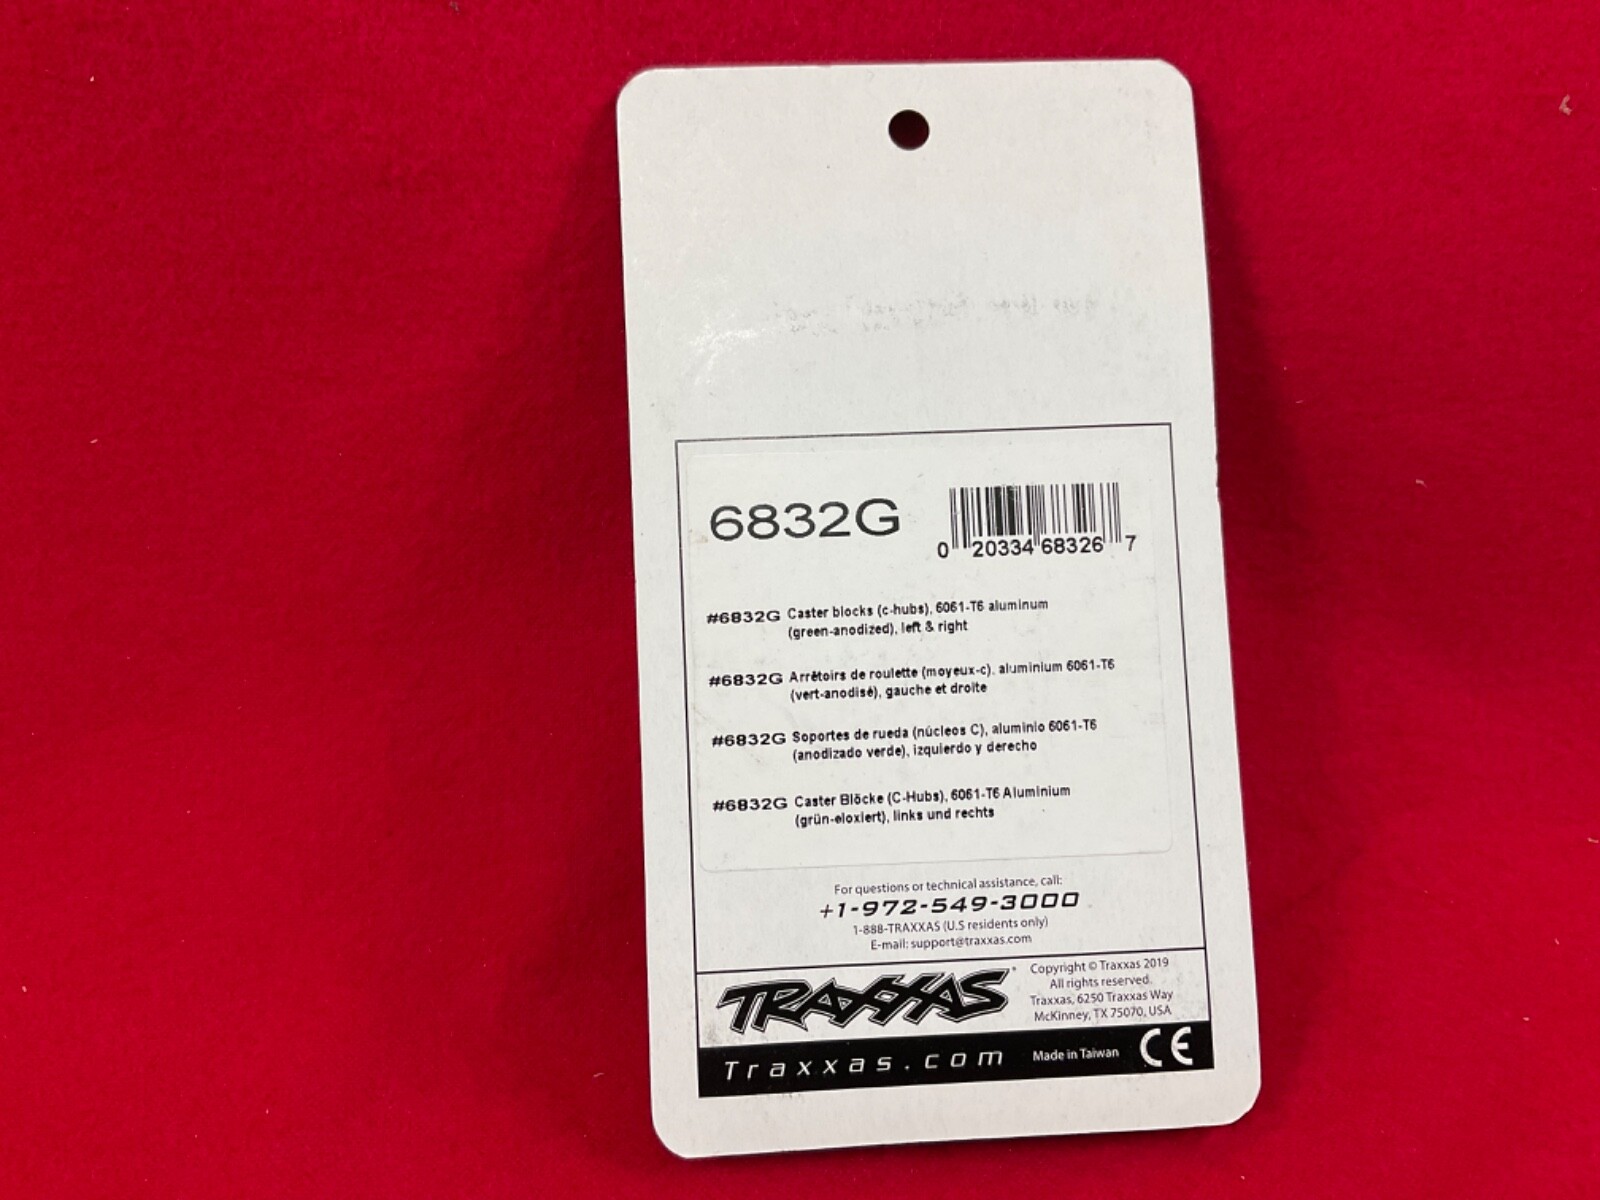 6832G
0 20334 68326 7
#6832G Caster blocks (c-hubs), 6061-T6 aluminum
(green-anodized), left & right
#6832G Arrêtoirs de roulette (moyeux-c), aluminium 6061-T6
(vert-anodisé), gauche et droite
#6832G Soportes de rueda (núcleos C), aluminio 6061-T6
(anodizado verde), izquierdo y derecho
#6832G Caster Blöcke (C-Hubs), 6061-T6 Aluminium
(grün-eloxiert), links und rechts
For questions or technical assistance, call:
+1-972-549-3000
1-888-TRAXXAS (U.S residents only)
E-mail: support@traxxas.com
TRAXXAS
Copyright © Traxxas 2019
All rights reserved.
Traxxas, 6250 Traxxas Way
McKinney, TX 75070, USA
Traxxas.com
Made in Taiwan
CE